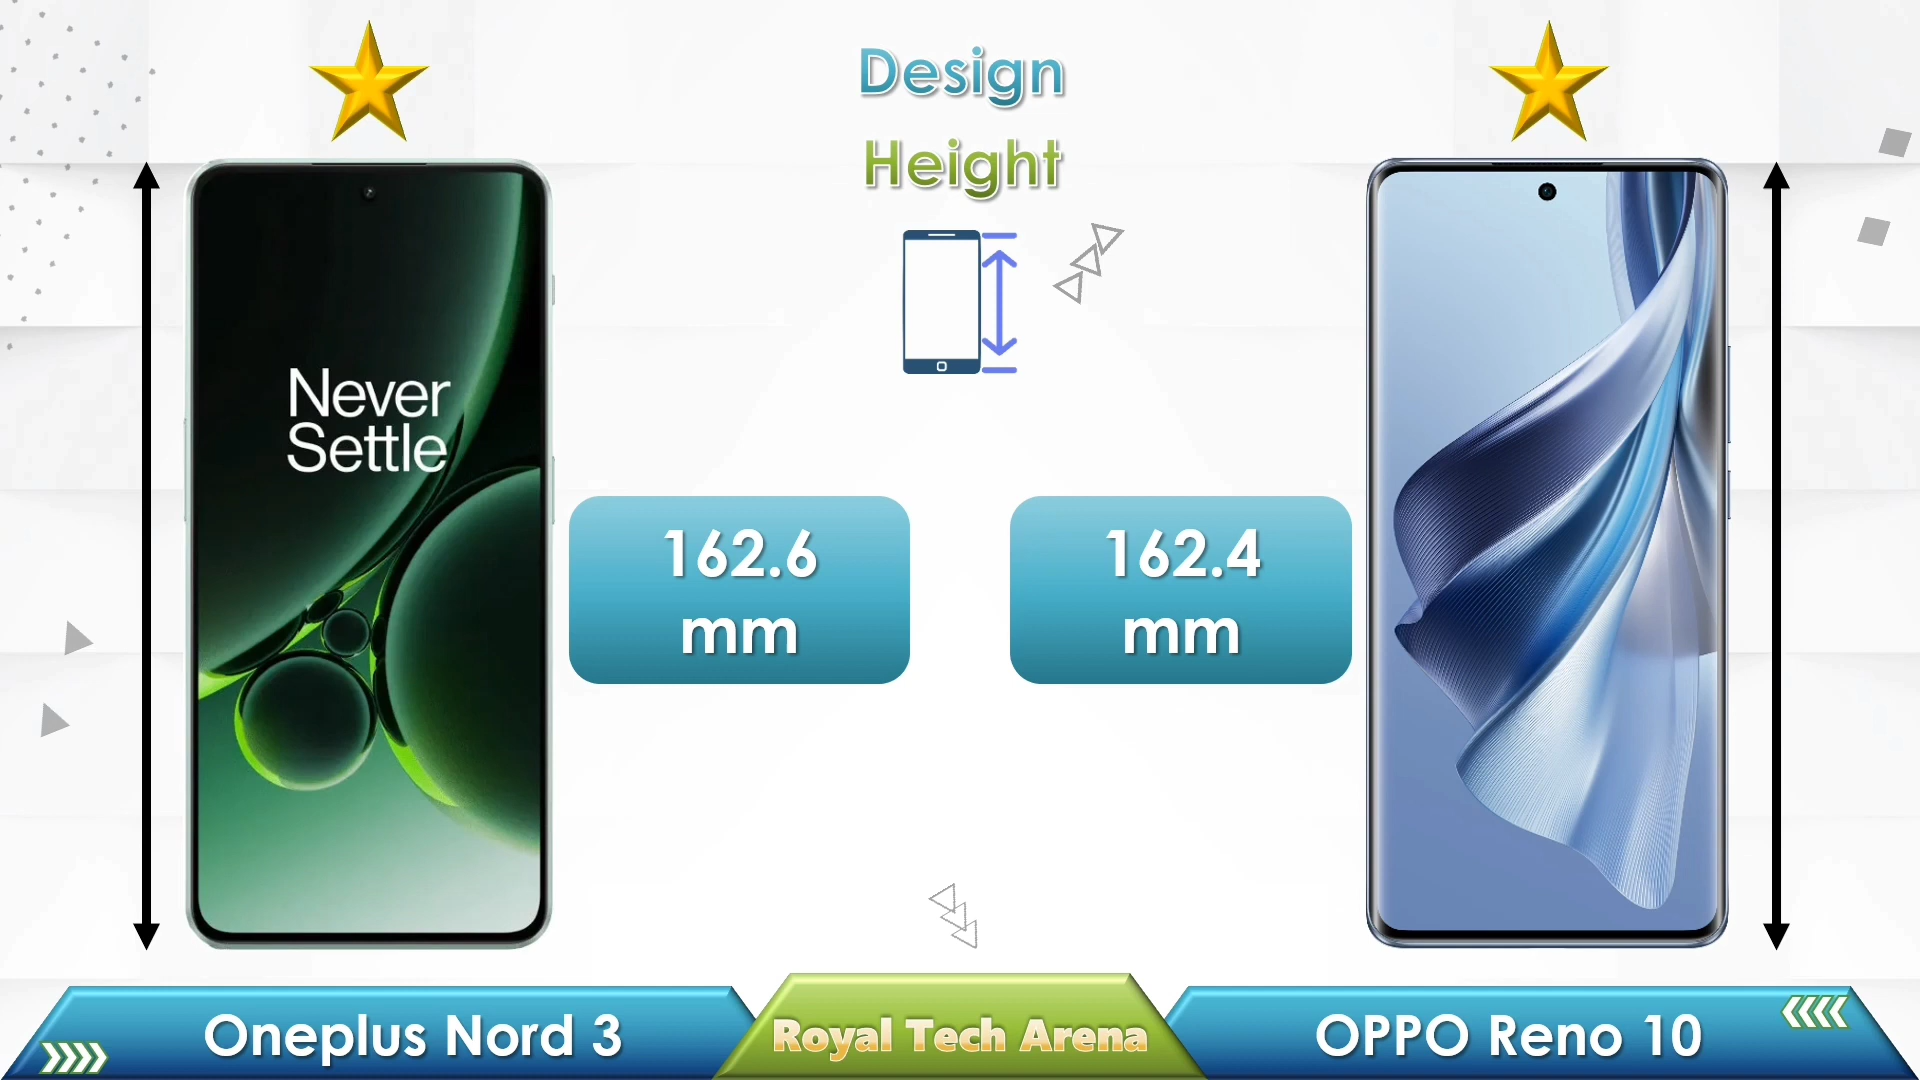 Design
Height
Never
Settle
162.6
mm
162.4
mm
Oneplus Nord 3
Royal Tech Arena
OPPO Reno 10